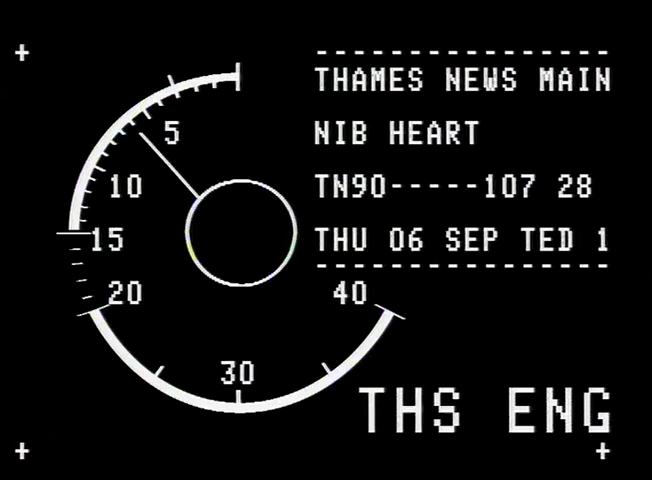 ----------------
THAMES NEWS MAIN
NIB HEART
TN90-----107 28
THU 06 SEP TED 1
----------------
5
10
15
20
30
40
THS ENG